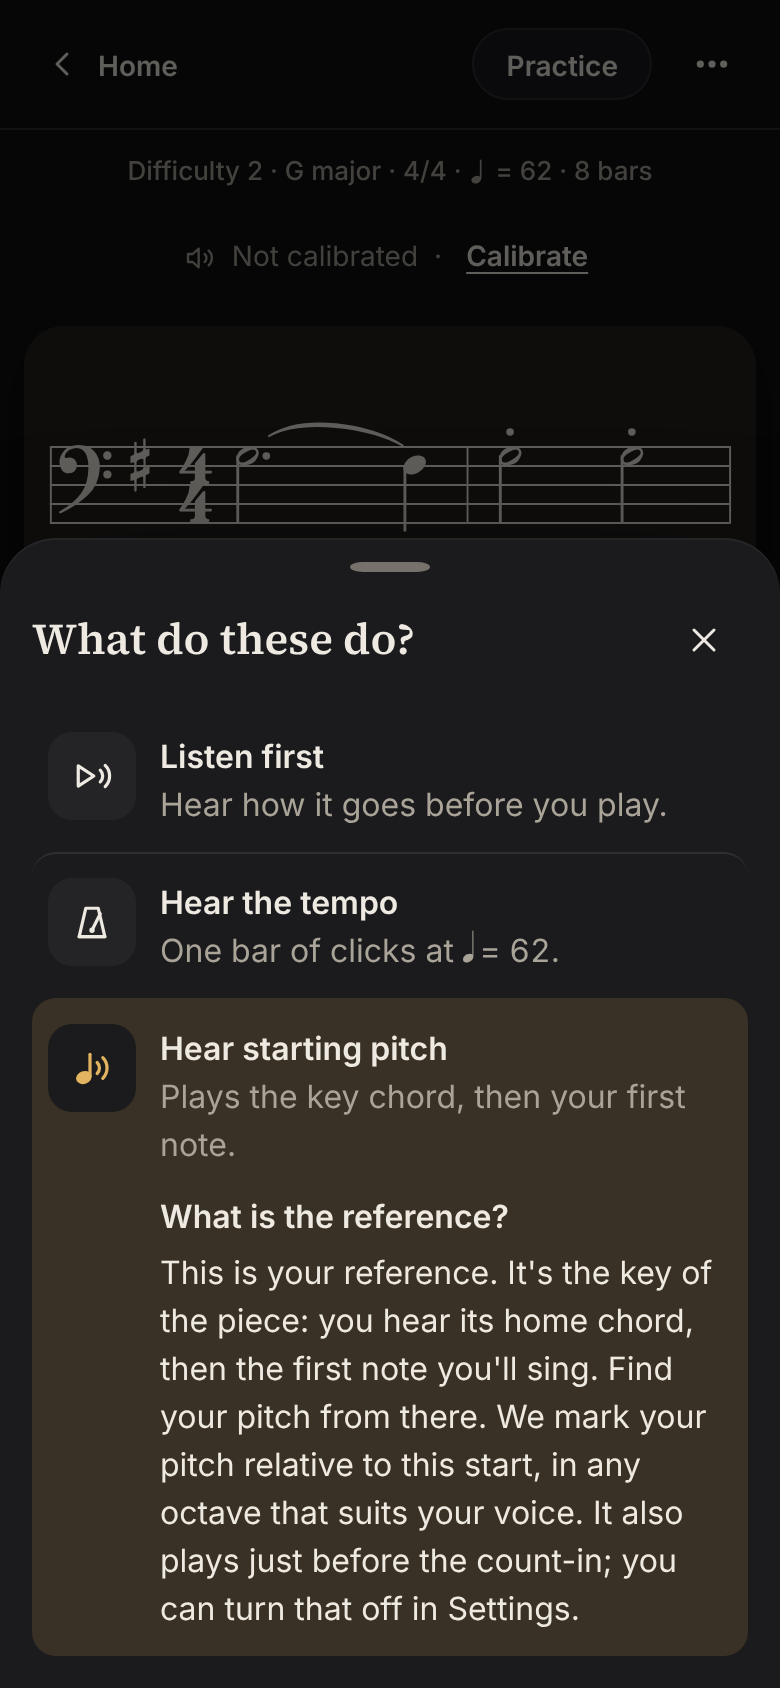 Home
Practice
Difficulty 2 · G major · 4/4 · ♩ = 62 · 8 bars
Not calibrated · Calibrate
4
4
What do these do?
Listen first
Hear how it goes before you play.
Hear the tempo
One bar of clicks at ♩= 62.
Hear starting pitch
Plays the key chord, then your first
note.
What is the reference?
This is your reference. It's the key of
the piece: you hear its home chord,
then the first note you'll sing. Find
your pitch from there. We mark your
pitch relative to this start, in any
octave that suits your voice. It also
plays just before the count-in; you
can turn that off in Settings.